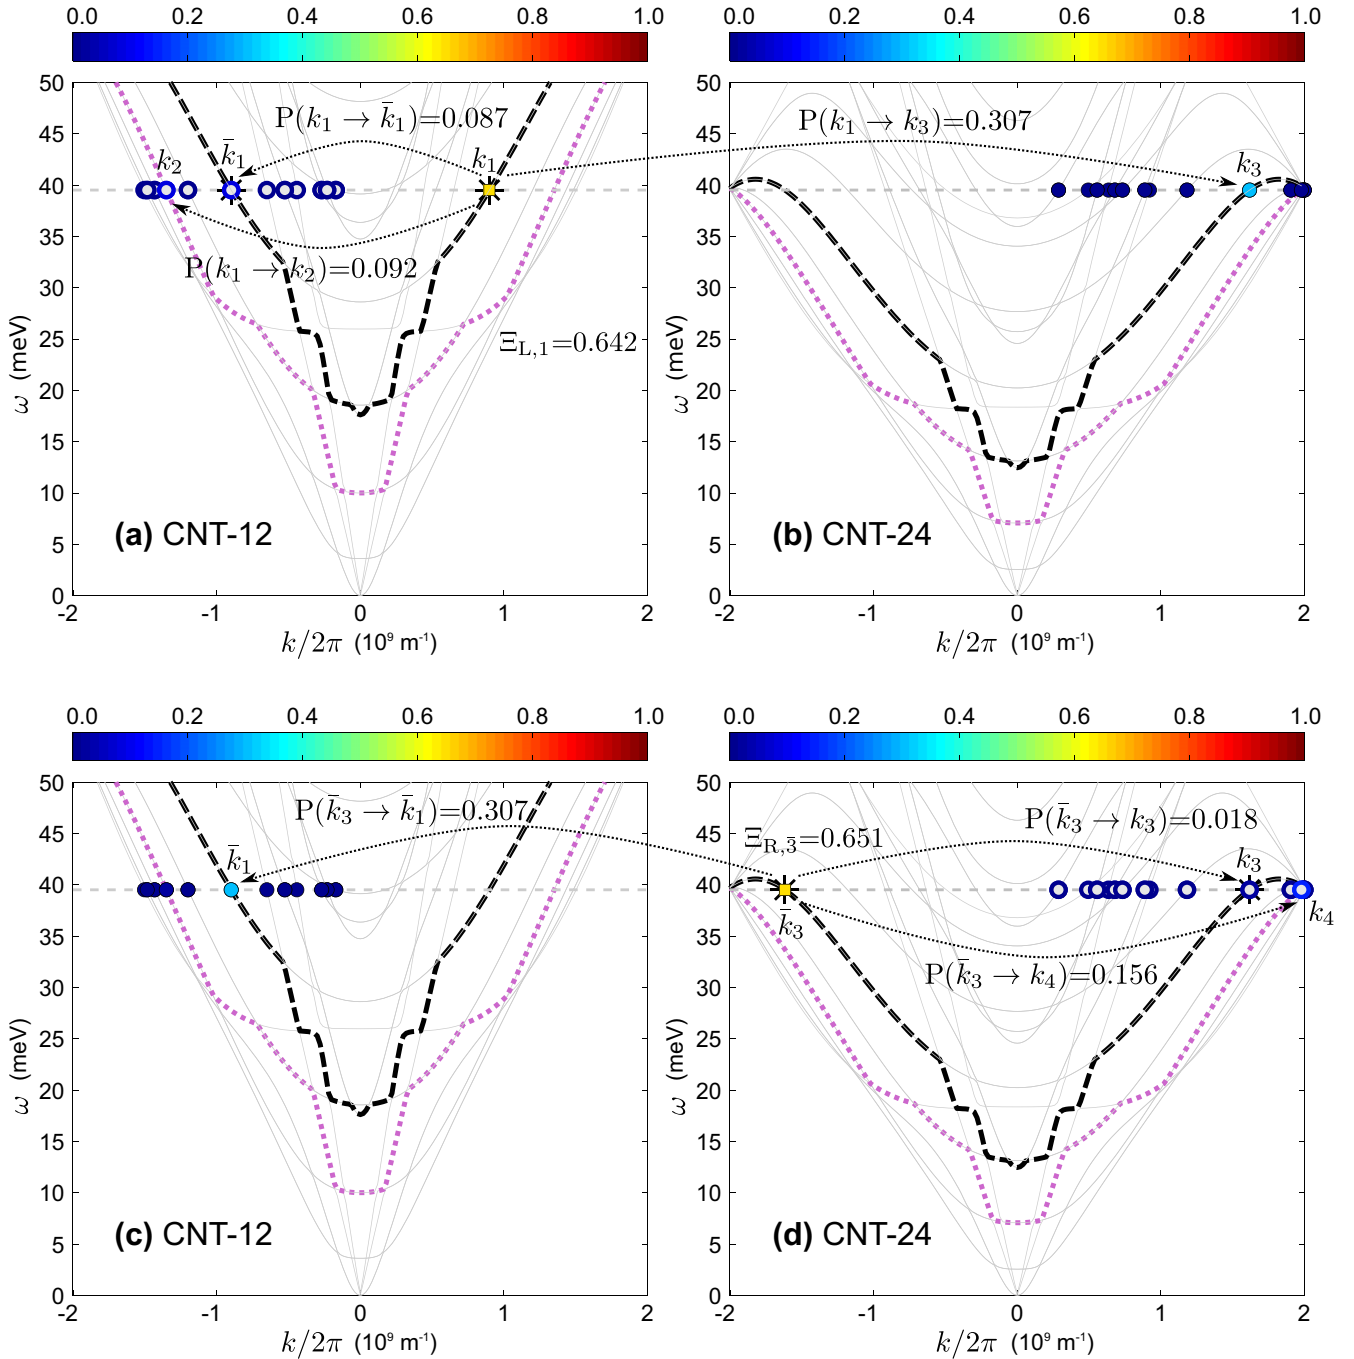 0.0 0.2 0.4 0.6 0.8 1.0
0.0 0.2 0.4 0.6 0.8 1.0
50
45
40
35
30
25
20
15
10
5
0
ω (meV)
P(k₁ → k̄₁)=0.087
k₂
k̄₁
k₁
P(k₁ → k₂)=0.092
Ξ_L,1=0.642
(a) CNT-12
-2 -1 0 1 2
k/2π (10⁹ m⁻¹)
50
45
40
35
30
25
20
15
10
5
0
ω (meV)
P(k₁ → k₃)=0.307
k₃
(b) CNT-24
-2 -1 0 1 2
k/2π (10⁹ m⁻¹)
0.0 0.2 0.4 0.6 0.8 1.0
0.0 0.2 0.4 0.6 0.8 1.0
50
45
40
35
30
25
20
15
10
5
0
ω (meV)
P(k̄₃ → k̄₁)=0.307
k̄₁
(c) CNT-12
-2 -1 0 1 2
k/2π (10⁹ m⁻¹)
50
45
40
35
30
25
20
15
10
5
0
ω (meV)
Ξ_R,3̄=0.651
P(k̄₃ → k₃)=0.018
k₃
k̄₃
k₄
P(k̄₃ → k₄)=0.156
(d) CNT-24
-2 -1 0 1 2
k/2π (10⁹ m⁻¹)